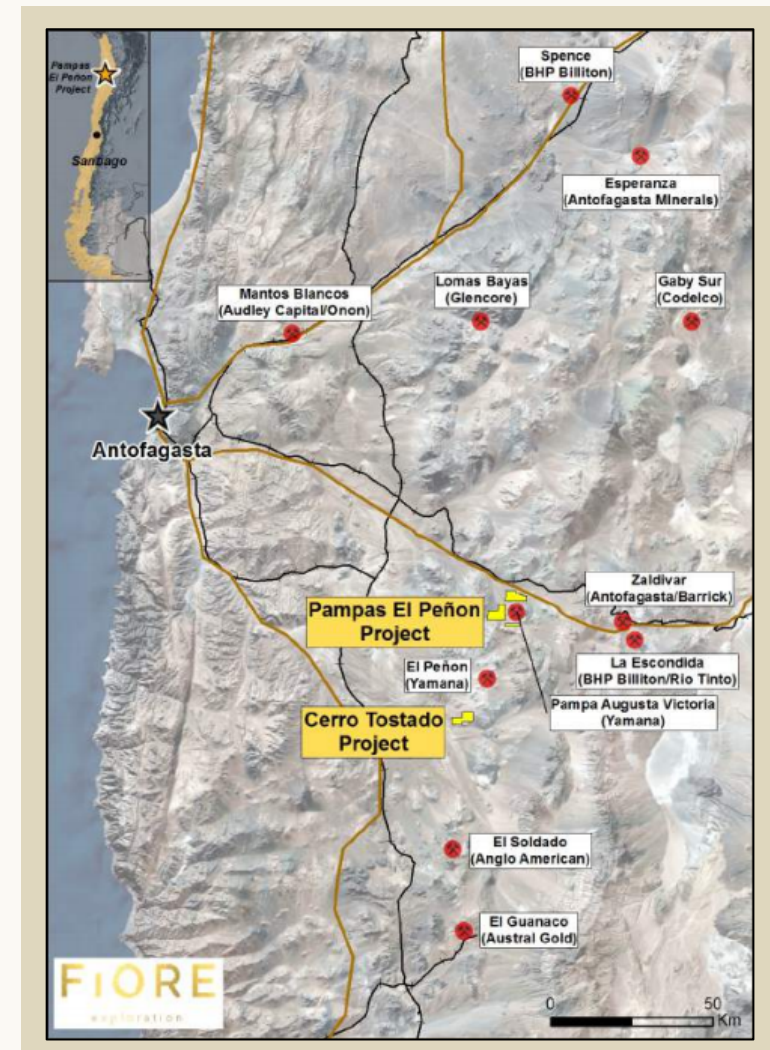 Pampas
El Peñon
Project
Santiago
Spence
(BHP Billiton)
Esperanza
(Antofagasta Minerals)
Mantos Blancos
(Audley Capital/Onon)
Lomas Bayas
(Glencore)
Gaby Sur
(Codelco)
Antofagasta
Pampas El Peñon
Project
Zaldivar
(Antofagasta/Barrick)
La Escondida
(BHP Billiton/Rio Tinto)
El Peñon
(Yamana)
Pampa Augusta Victoria
(Yamana)
Cerro Tostado
Project
El Soldado
(Anglo American)
El Guanaco
(Austral Gold)
FiORE
exploration
0 50
Km